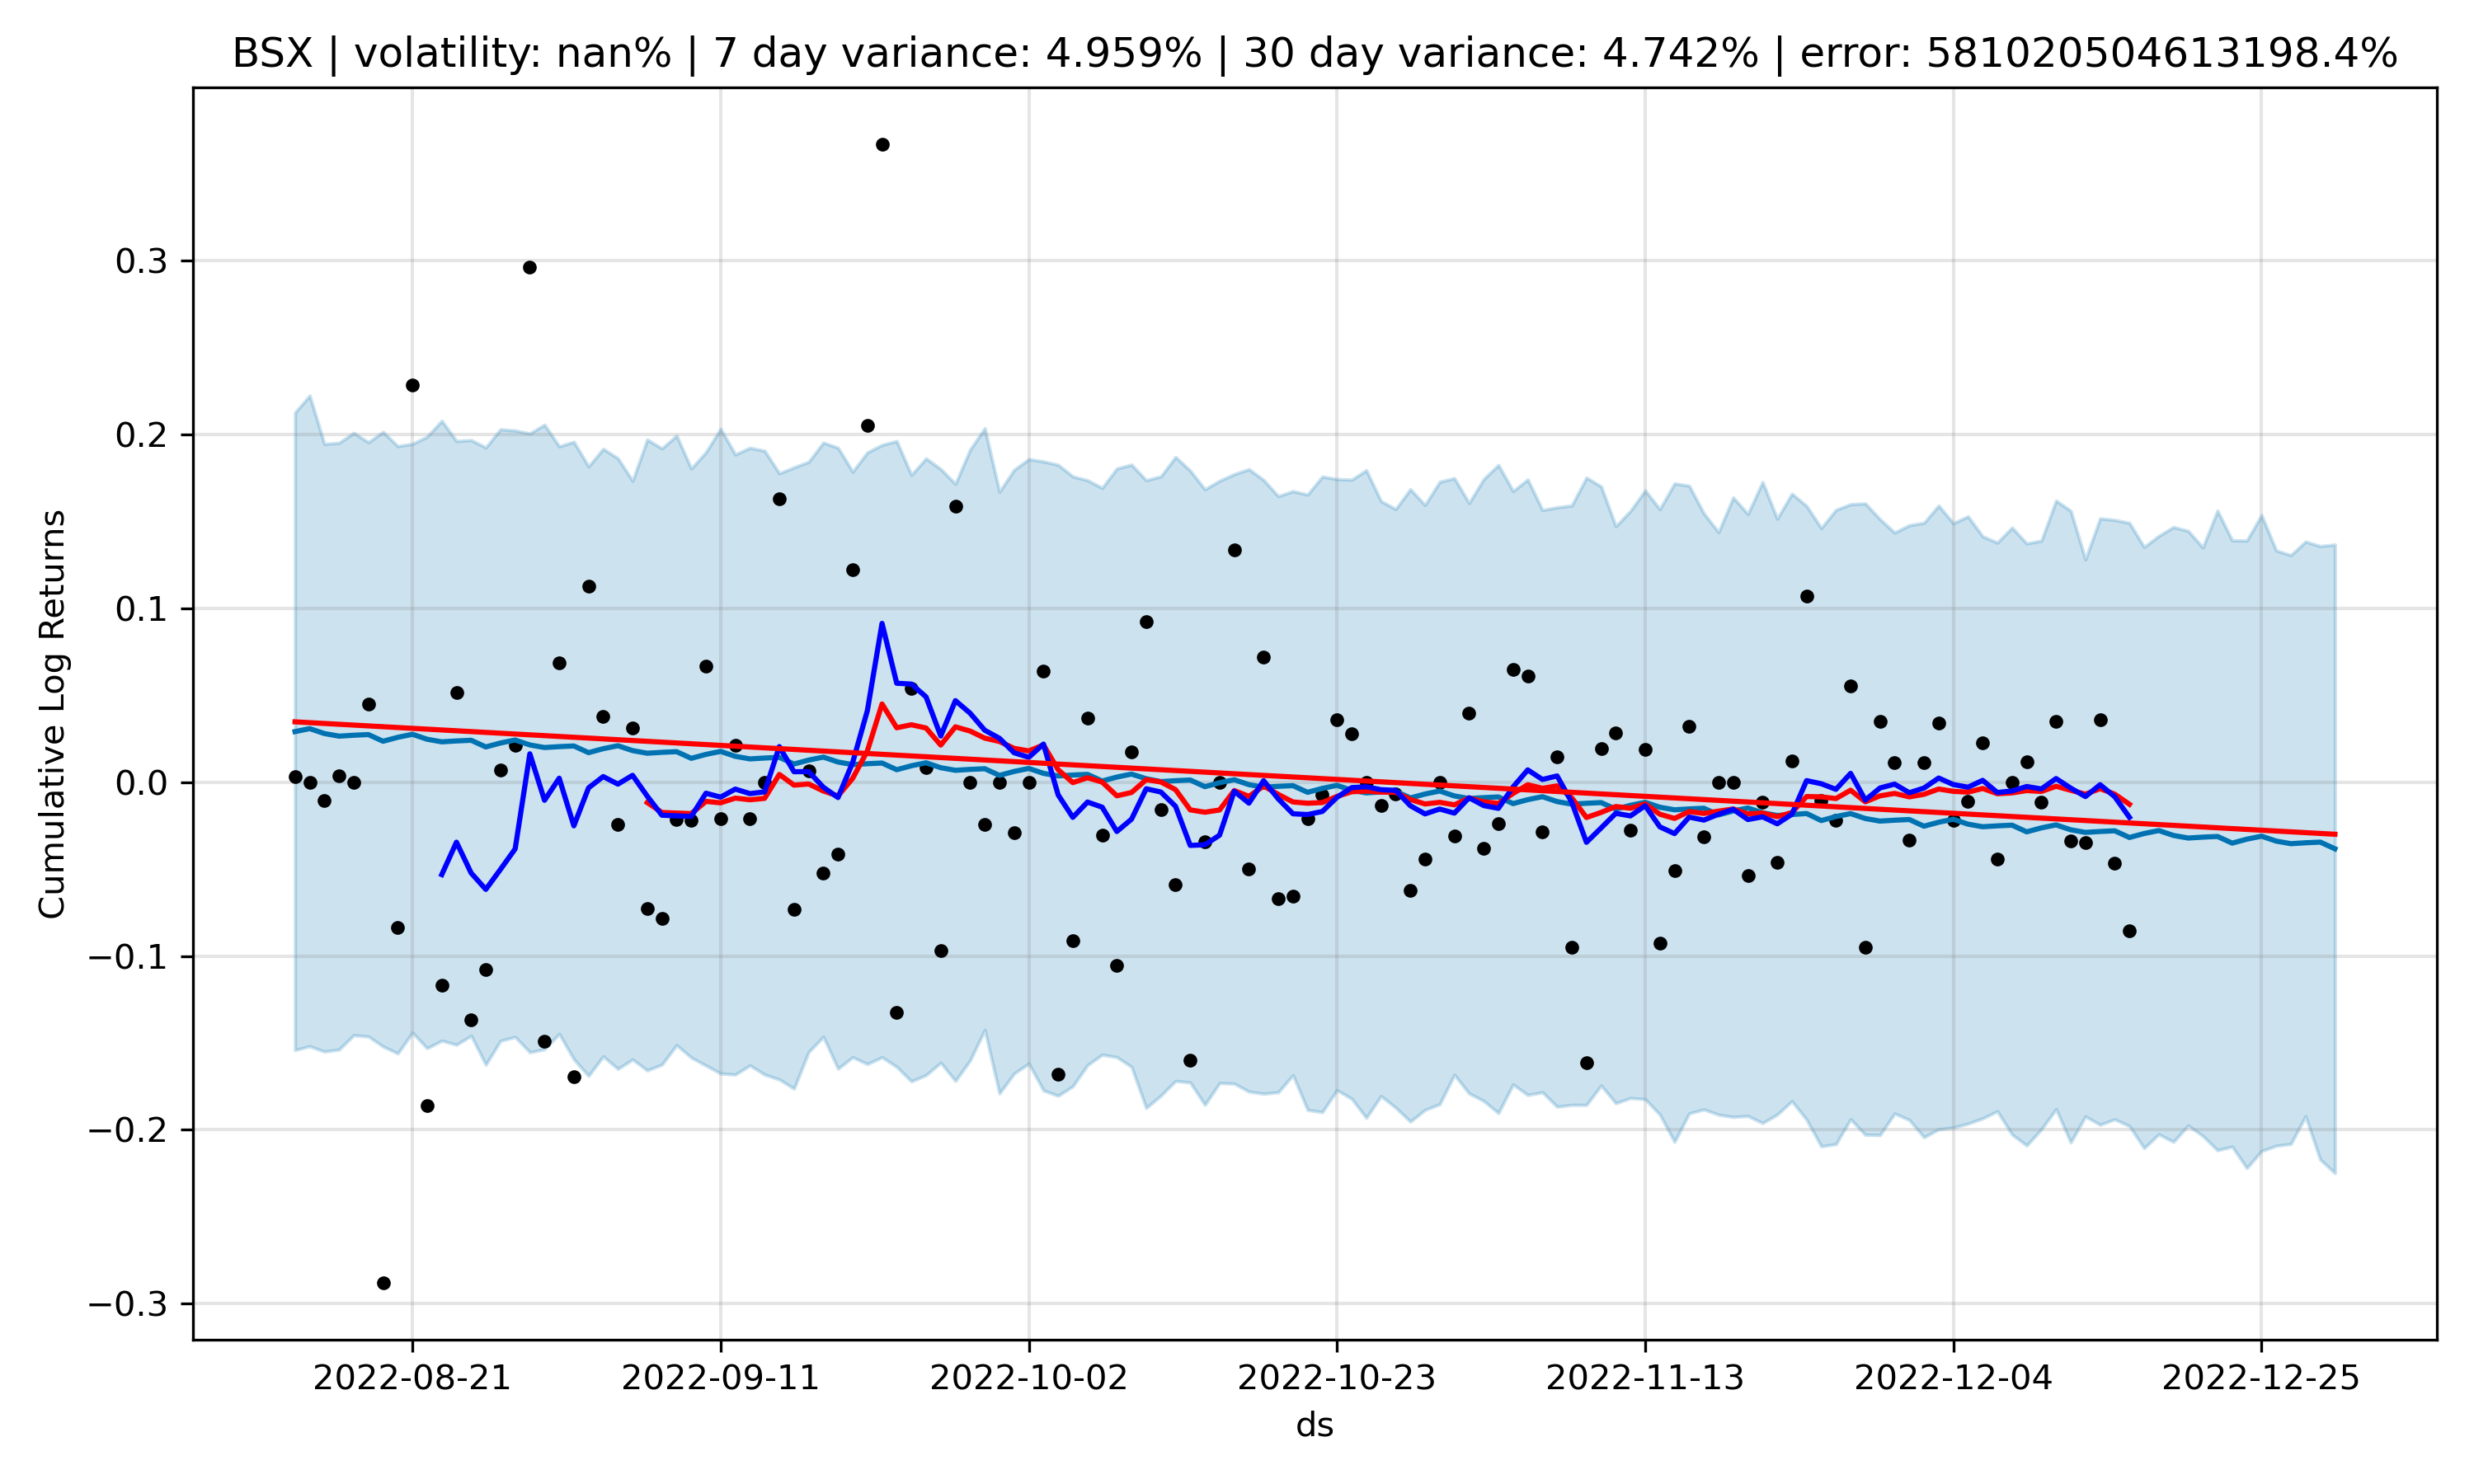 BSX | volatility: nan% | 7 day variance: 4.959% | 30 day variance: 4.742% | error: 581020504613198.4%
Cumulative Log Returns
0.3
0.2
0.1
0.0
−0.1
−0.2
−0.3
2022-08-21 2022-09-11 2022-10-02 2022-10-23 2022-11-13 2022-12-04 2022-12-25
ds